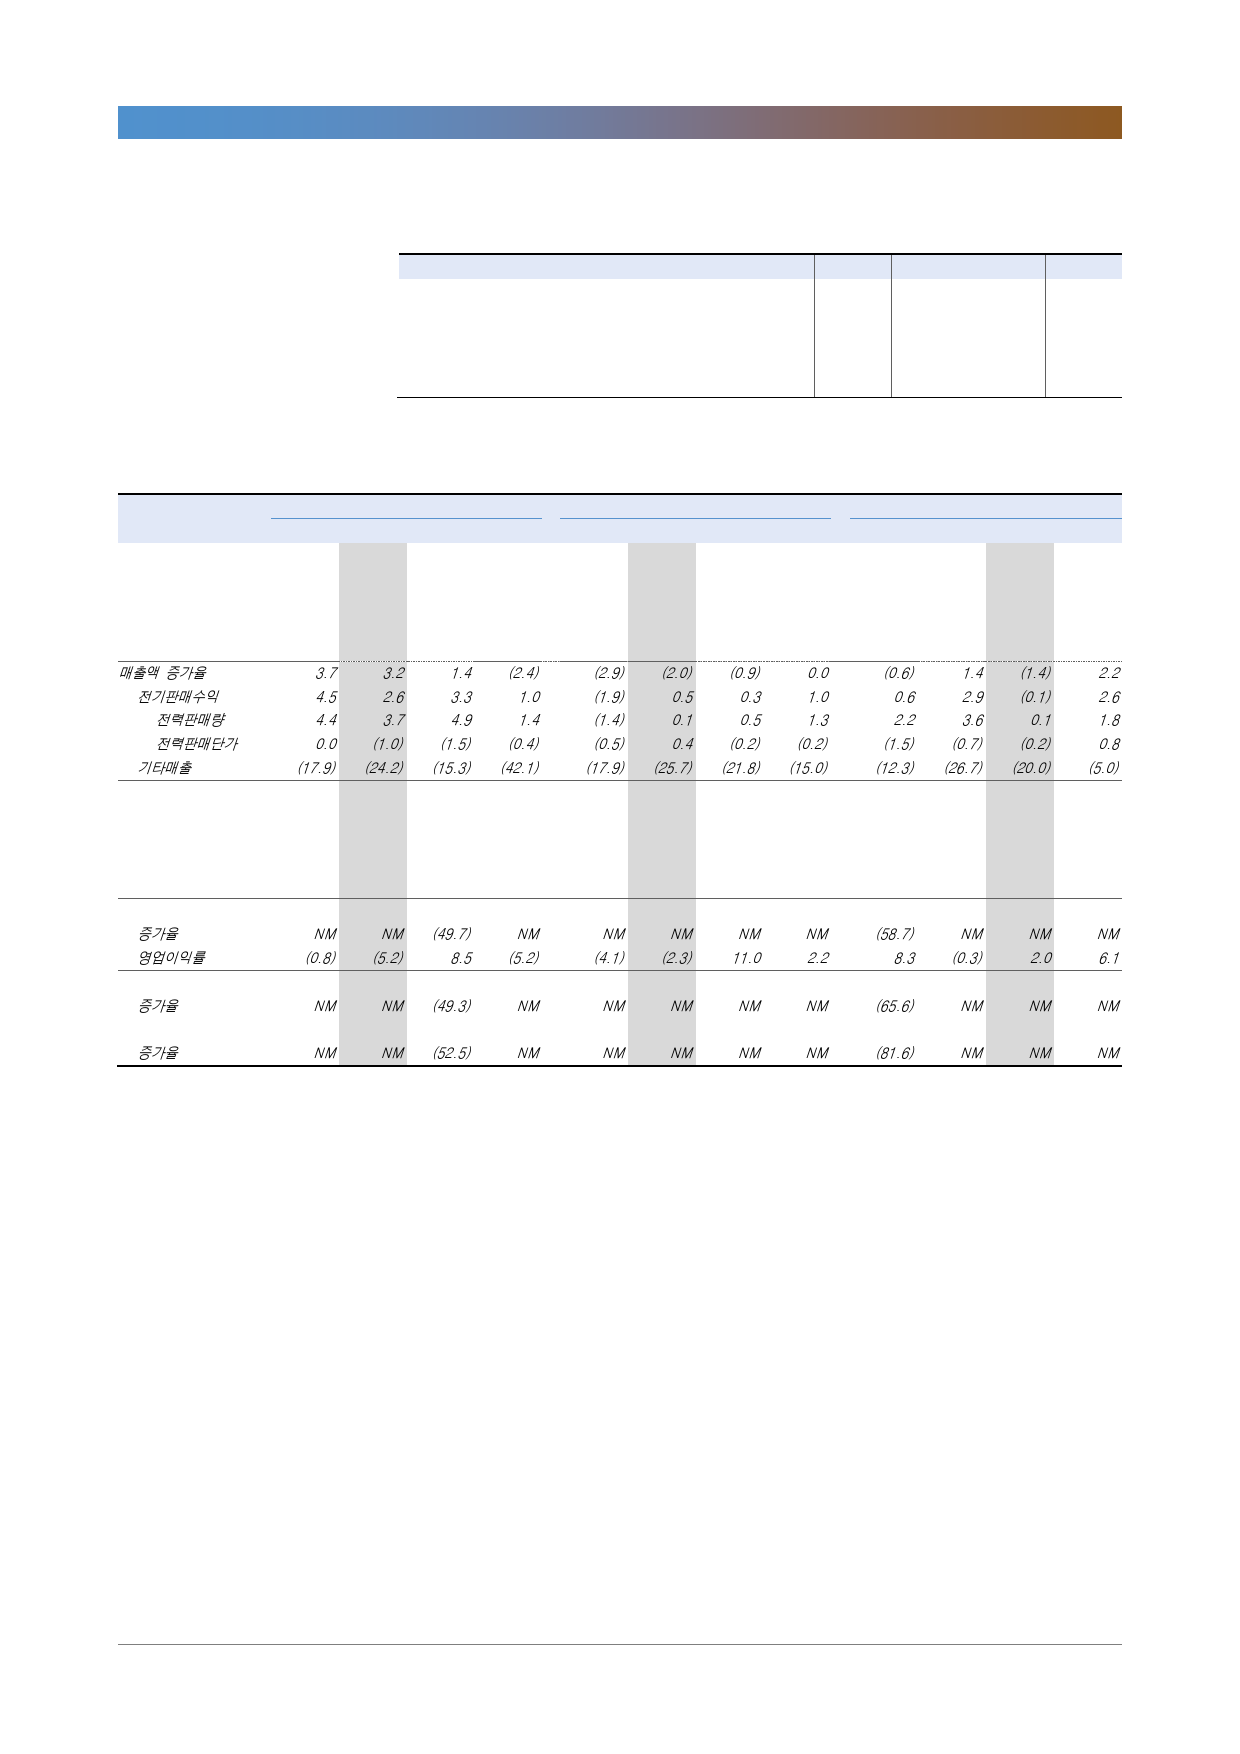 매출액 증가율 3.7 3.2 1.4 (2.4) (2.9) (2.0) (0.9) 0.0 (0.6) 1.4 (1.4) 2.2
전기판매수익 4.5 2.6 3.3 1.0 (1.9) 0.5 0.3 1.0 0.6 2.9 (0.1) 2.6
전력판매량 4.4 3.7 4.9 1.4 (1.4) 0.1 0.5 1.3 2.2 3.6 0.1 1.8
전력판매단가 0.0 (1.0) (1.5) (0.4) (0.5) 0.4 (0.2) (0.2) (1.5) (0.7) (0.2) 0.8
기타매출 (17.9) (24.2) (15.3) (42.1) (17.9) (25.7) (21.8) (15.0) (12.3) (26.7) (20.0) (5.0)
증가율 NM NM (49.7) NM NM NM NM NM (58.7) NM NM NM
영업이익률 (0.8) (5.2) 8.5 (5.2) (4.1) (2.3) 11.0 2.2 8.3 (0.3) 2.0 6.1
증가율 NM NM (49.3) NM NM NM NM NM (65.6) NM NM NM
증가율 NM NM (52.5) NM NM NM NM NM (81.6) NM NM NM